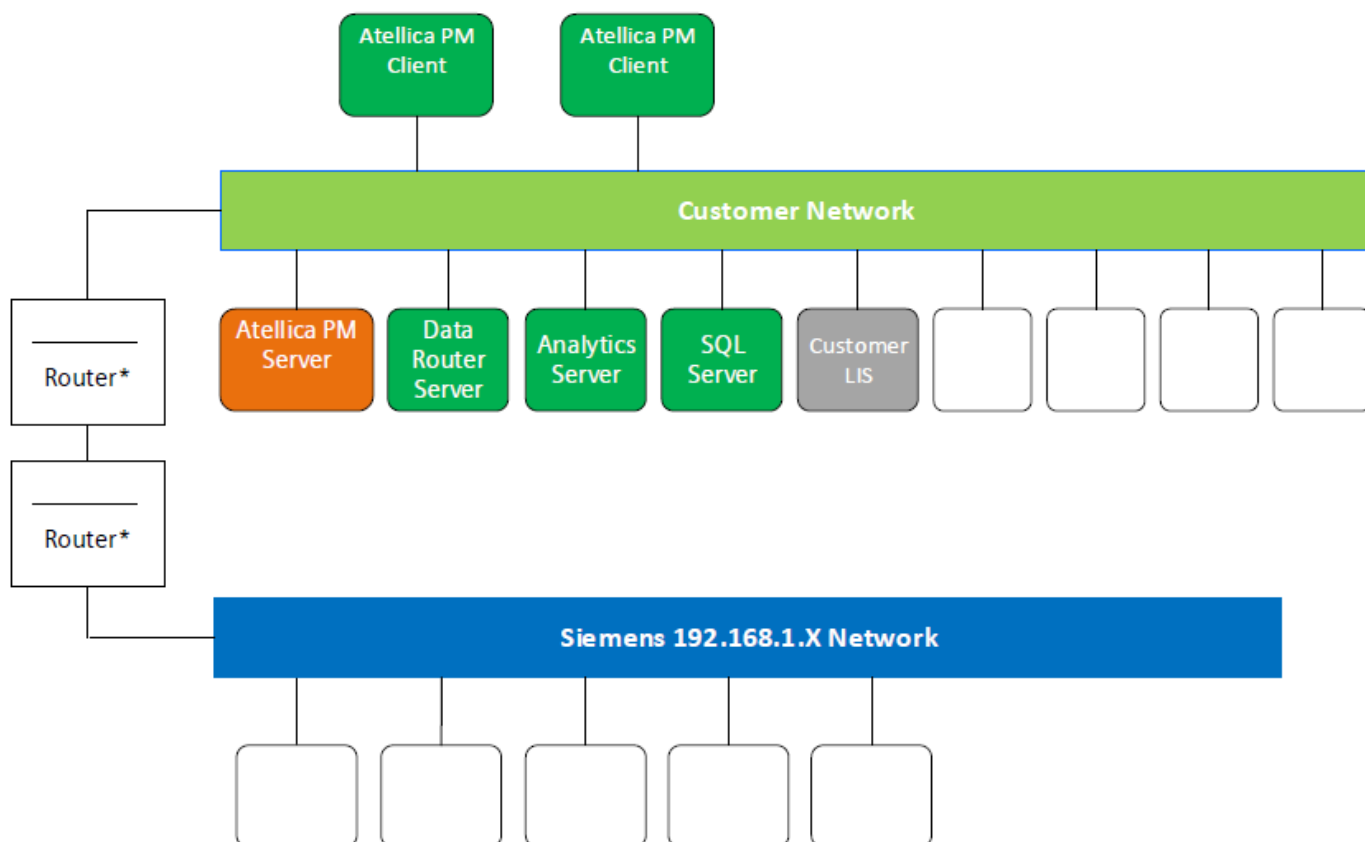 Atellica PM
Client
Atellica PM
Client
Customer Network
Router*
Atellica PM
Server
Data
Router
Server
Analytics
Server
SQL
Server
Customer
LIS
Router*
Siemens 192.168.1.X Network